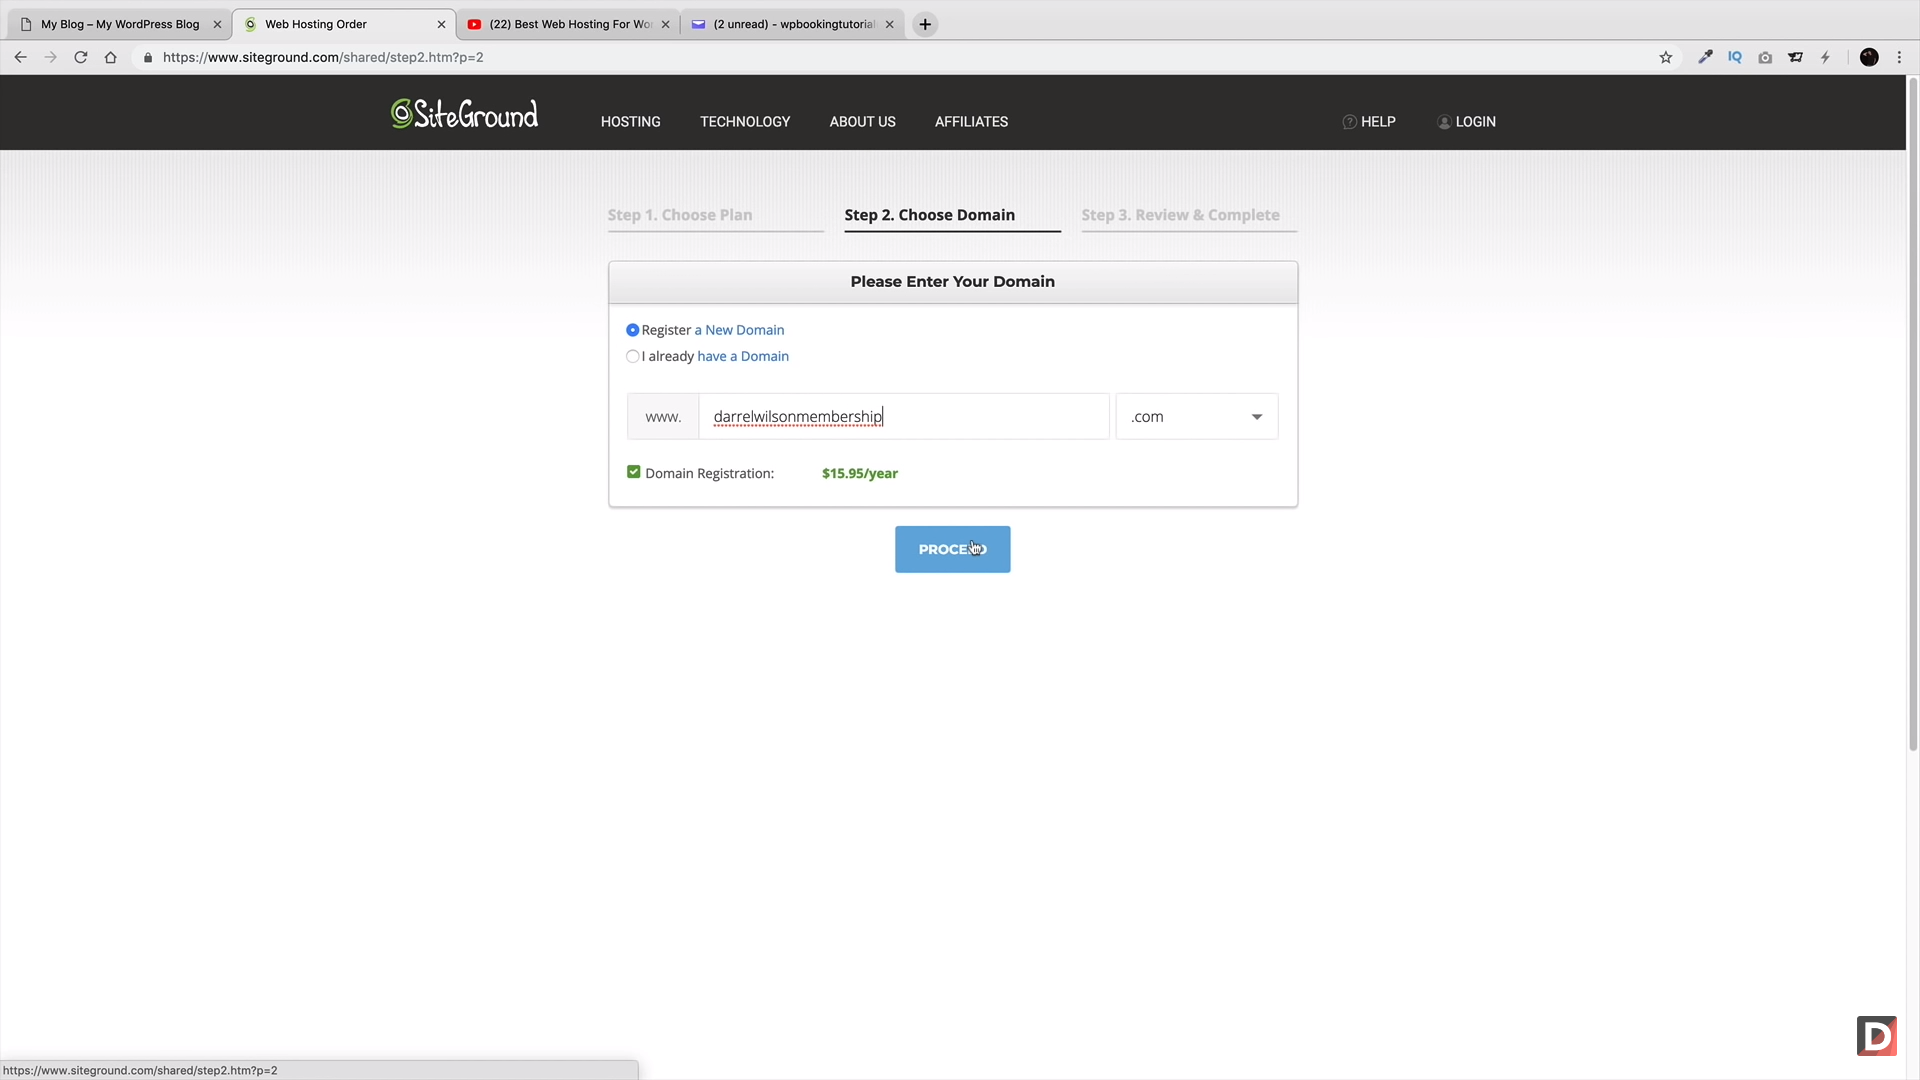 My Blog – My WordPress Blog
Web Hosting Order
(22) Best Web Hosting For Wo
(2 unread) - wpbookingtutoria
https://www.siteground.com/shared/step2.htm?p=2
IQ
SiteGround
HOSTING
TECHNOLOGY
ABOUT US
AFFILIATES
? HELP
LOGIN
Step 1. Choose Plan
Step 2. Choose Domain
Step 3. Review & Complete
Please Enter Your Domain
Register a New Domain
I already have a Domain
www.
darrelwilsonmembership
.com
Domain Registration:
$15.95/year
PROCEED
D
https://www.siteground.com/shared/step2.htm?p=2